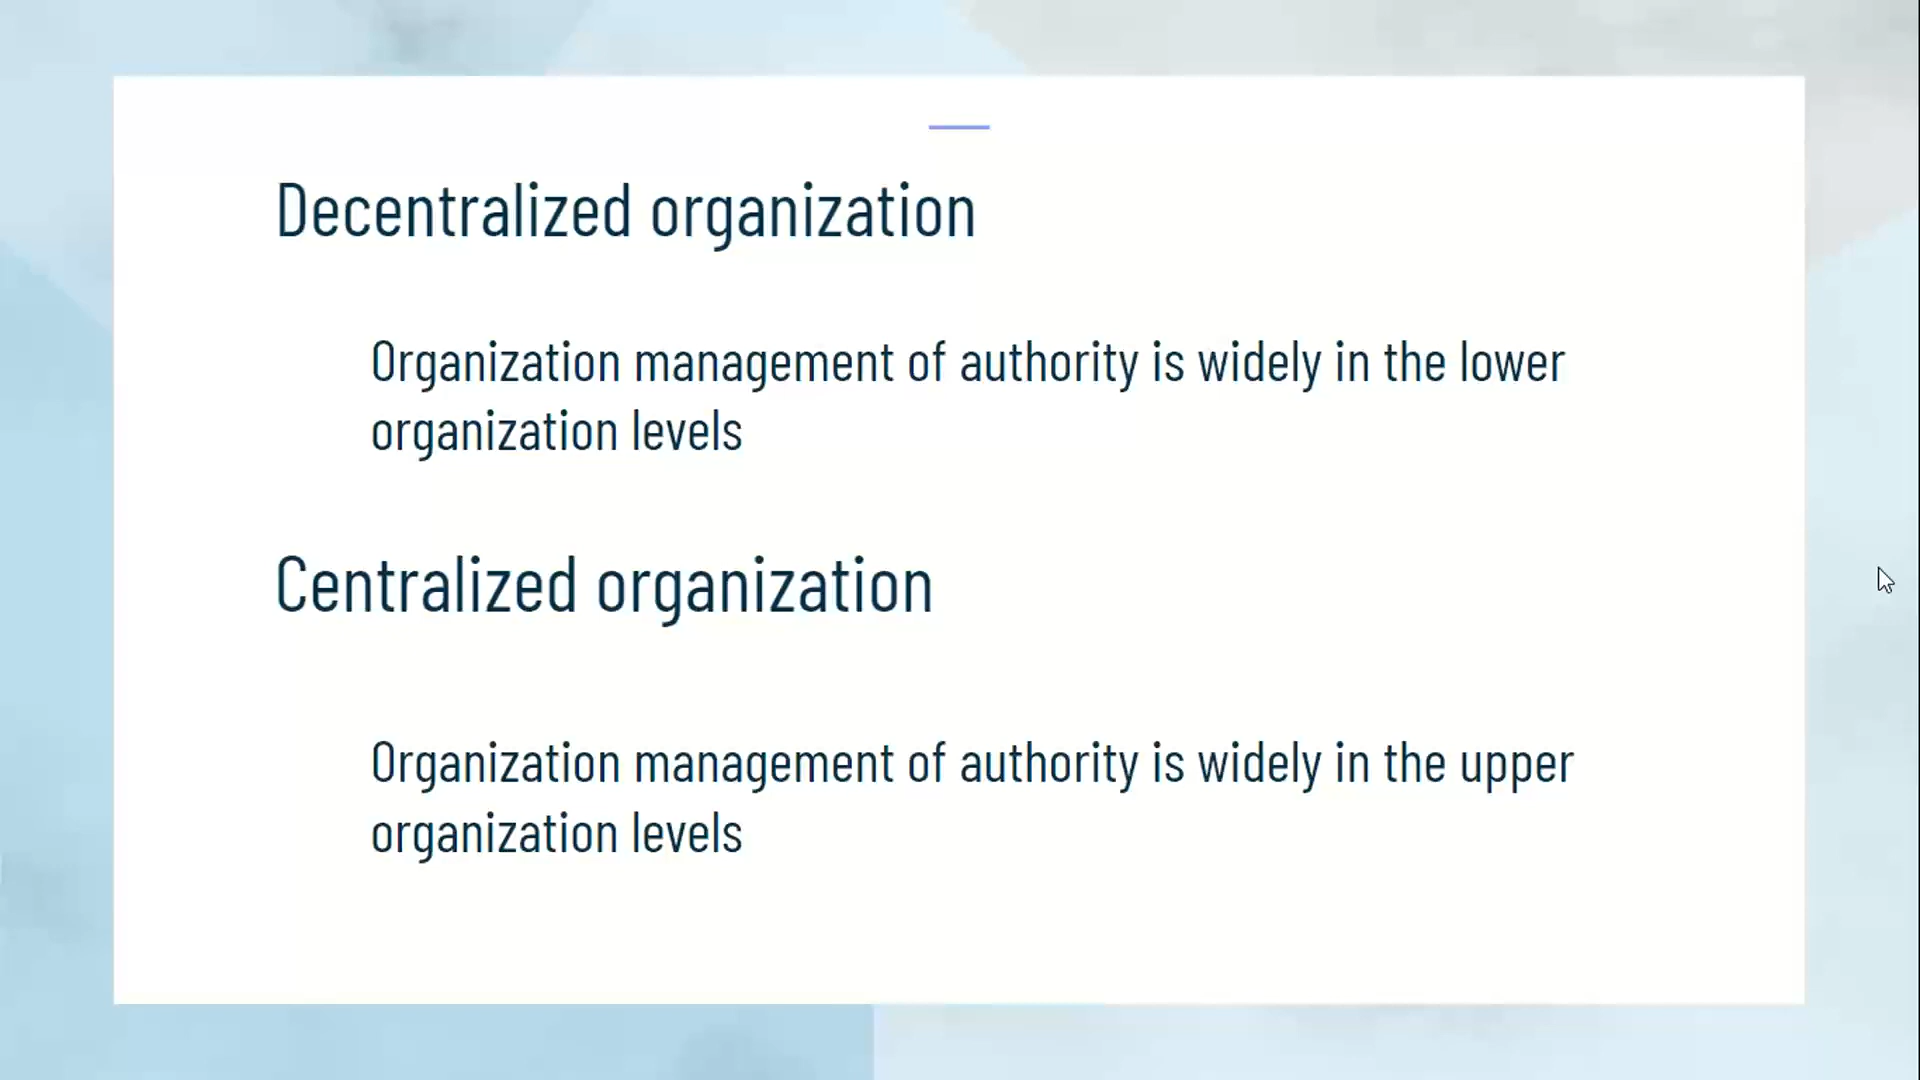 Decentralized organization
Organization management of authority is widely in the lower
organization levels
Centralized organization
Organization management of authority is widely in the upper
organization levels